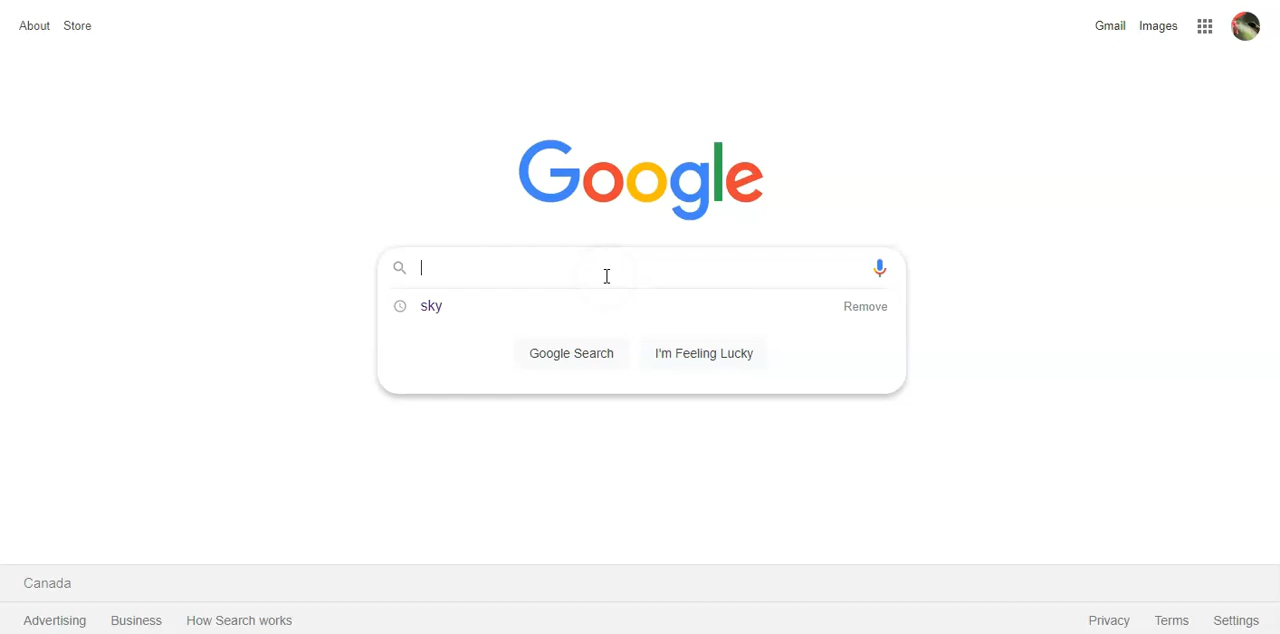 About Store
Gmail Images
Google
sky
Remove
Google Search
I'm Feeling Lucky
Canada
Advertising Business How Search works
Privacy Terms Settings